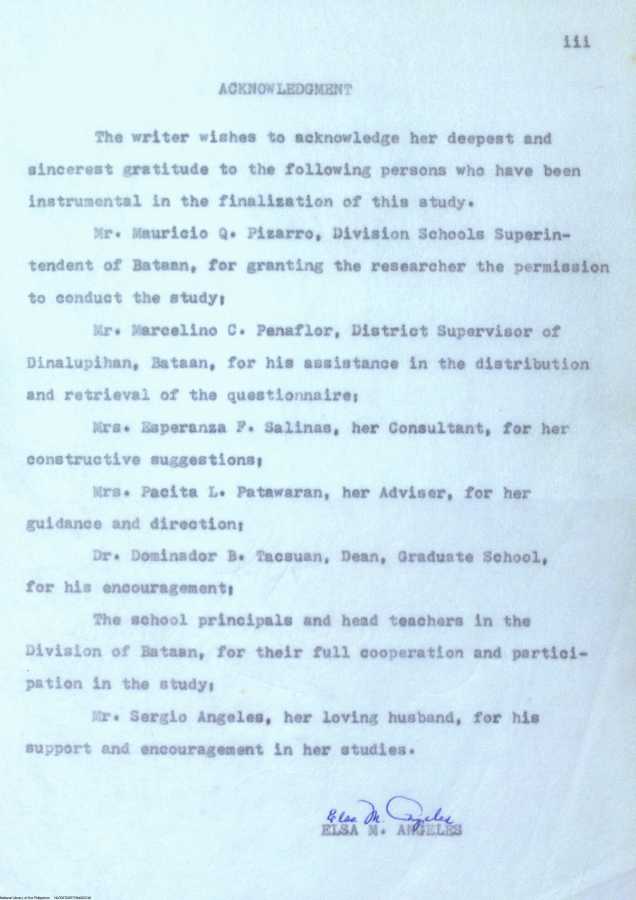 iii
ACKNOWLEDGMENT
The writer wishes to acknowledge her deepest and
sincerest gratitude to the following persons who have been
instrumental in the finalization of this study.
Mr. Mauricio Q. Pizarro, Division Schools Superin-
tendent of Bataan, for granting the researcher the permission
to conduct the study;
Mr. Marcelino C. Penaflor, District Supervisor of
Dinalupihan, Bataan, for his assistance in the distribution
and retrieval of the questionnaire;
Mrs. Esperanza F. Salinas, her Consultant, for her
constructive suggestions;
Mrs. Pacita L. Patawaran, her Adviser, for her
guidance and direction;
Dr. Dominador B. Tacsuan, Dean, Graduate School,
for his encouragement;
The school principals and head teachers in the
Division of Bataan, for their full cooperation and partici-
pation in the study;
Mr. Sergio Angeles, her loving husband, for his
support and encouragement in her studies.
Elsa M. Angeles
ELSA M. ANGELES
National Library of the Philippines